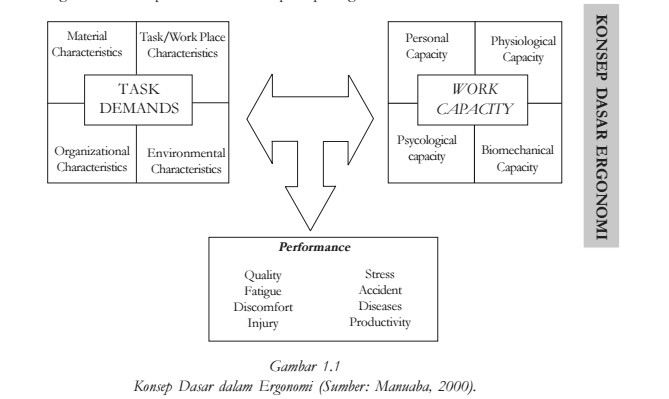 Material
Characteristics
Task/Work Place
Characteristics
TASK
DEMANDS
Organizational
Characteristics
Environmental
Characteristics
Personal
Capacity
Physiological
Capacity
WORK
CAPACITY
Psycological
capacity
Biomechanical
Capacity
KONSEP DASAR ERGONOMI
Performance
Quality
Fatigue
Discomfort
Injury
Stress
Accident
Diseases
Productivity
Gambar 1.1
Konsep Dasar dalam Ergonomi (Sumber: Manuaba, 2000).